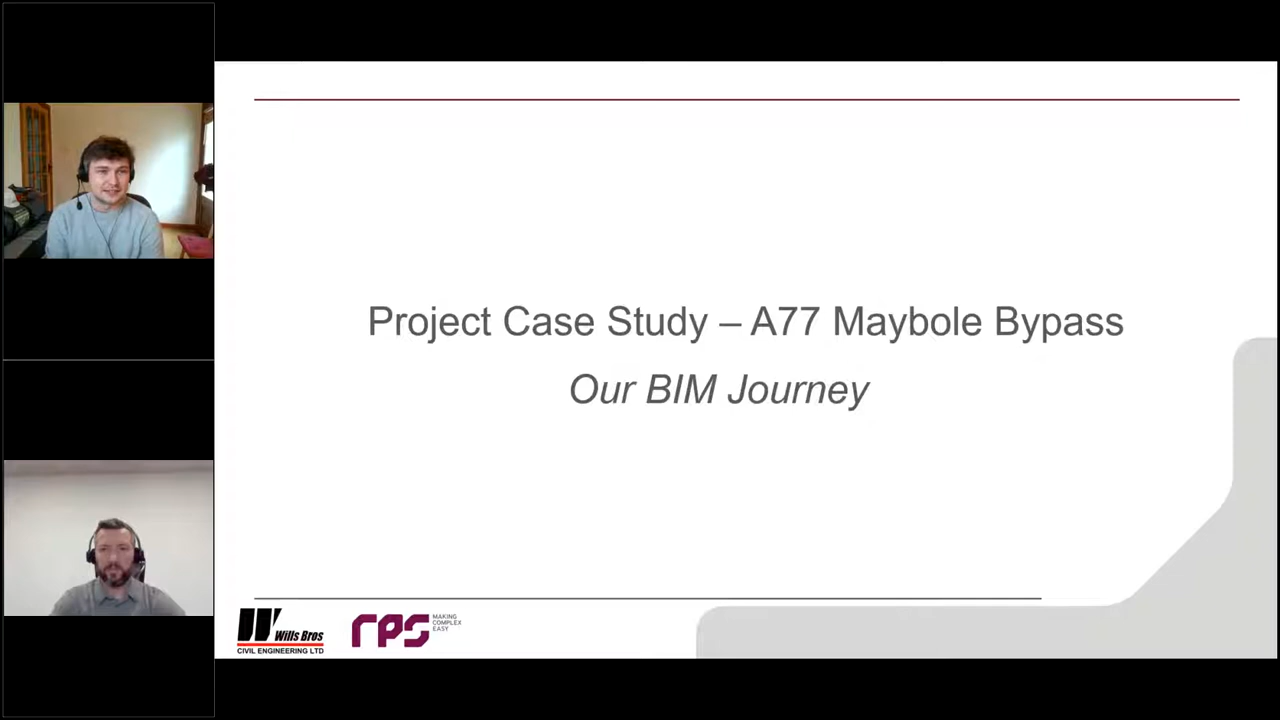 Project Case Study – A77 Maybole Bypass
Our BIM Journey
W Wills Bros
CIVIL ENGINEERING LTD
rps
MAKING
COMPLEX
EASY